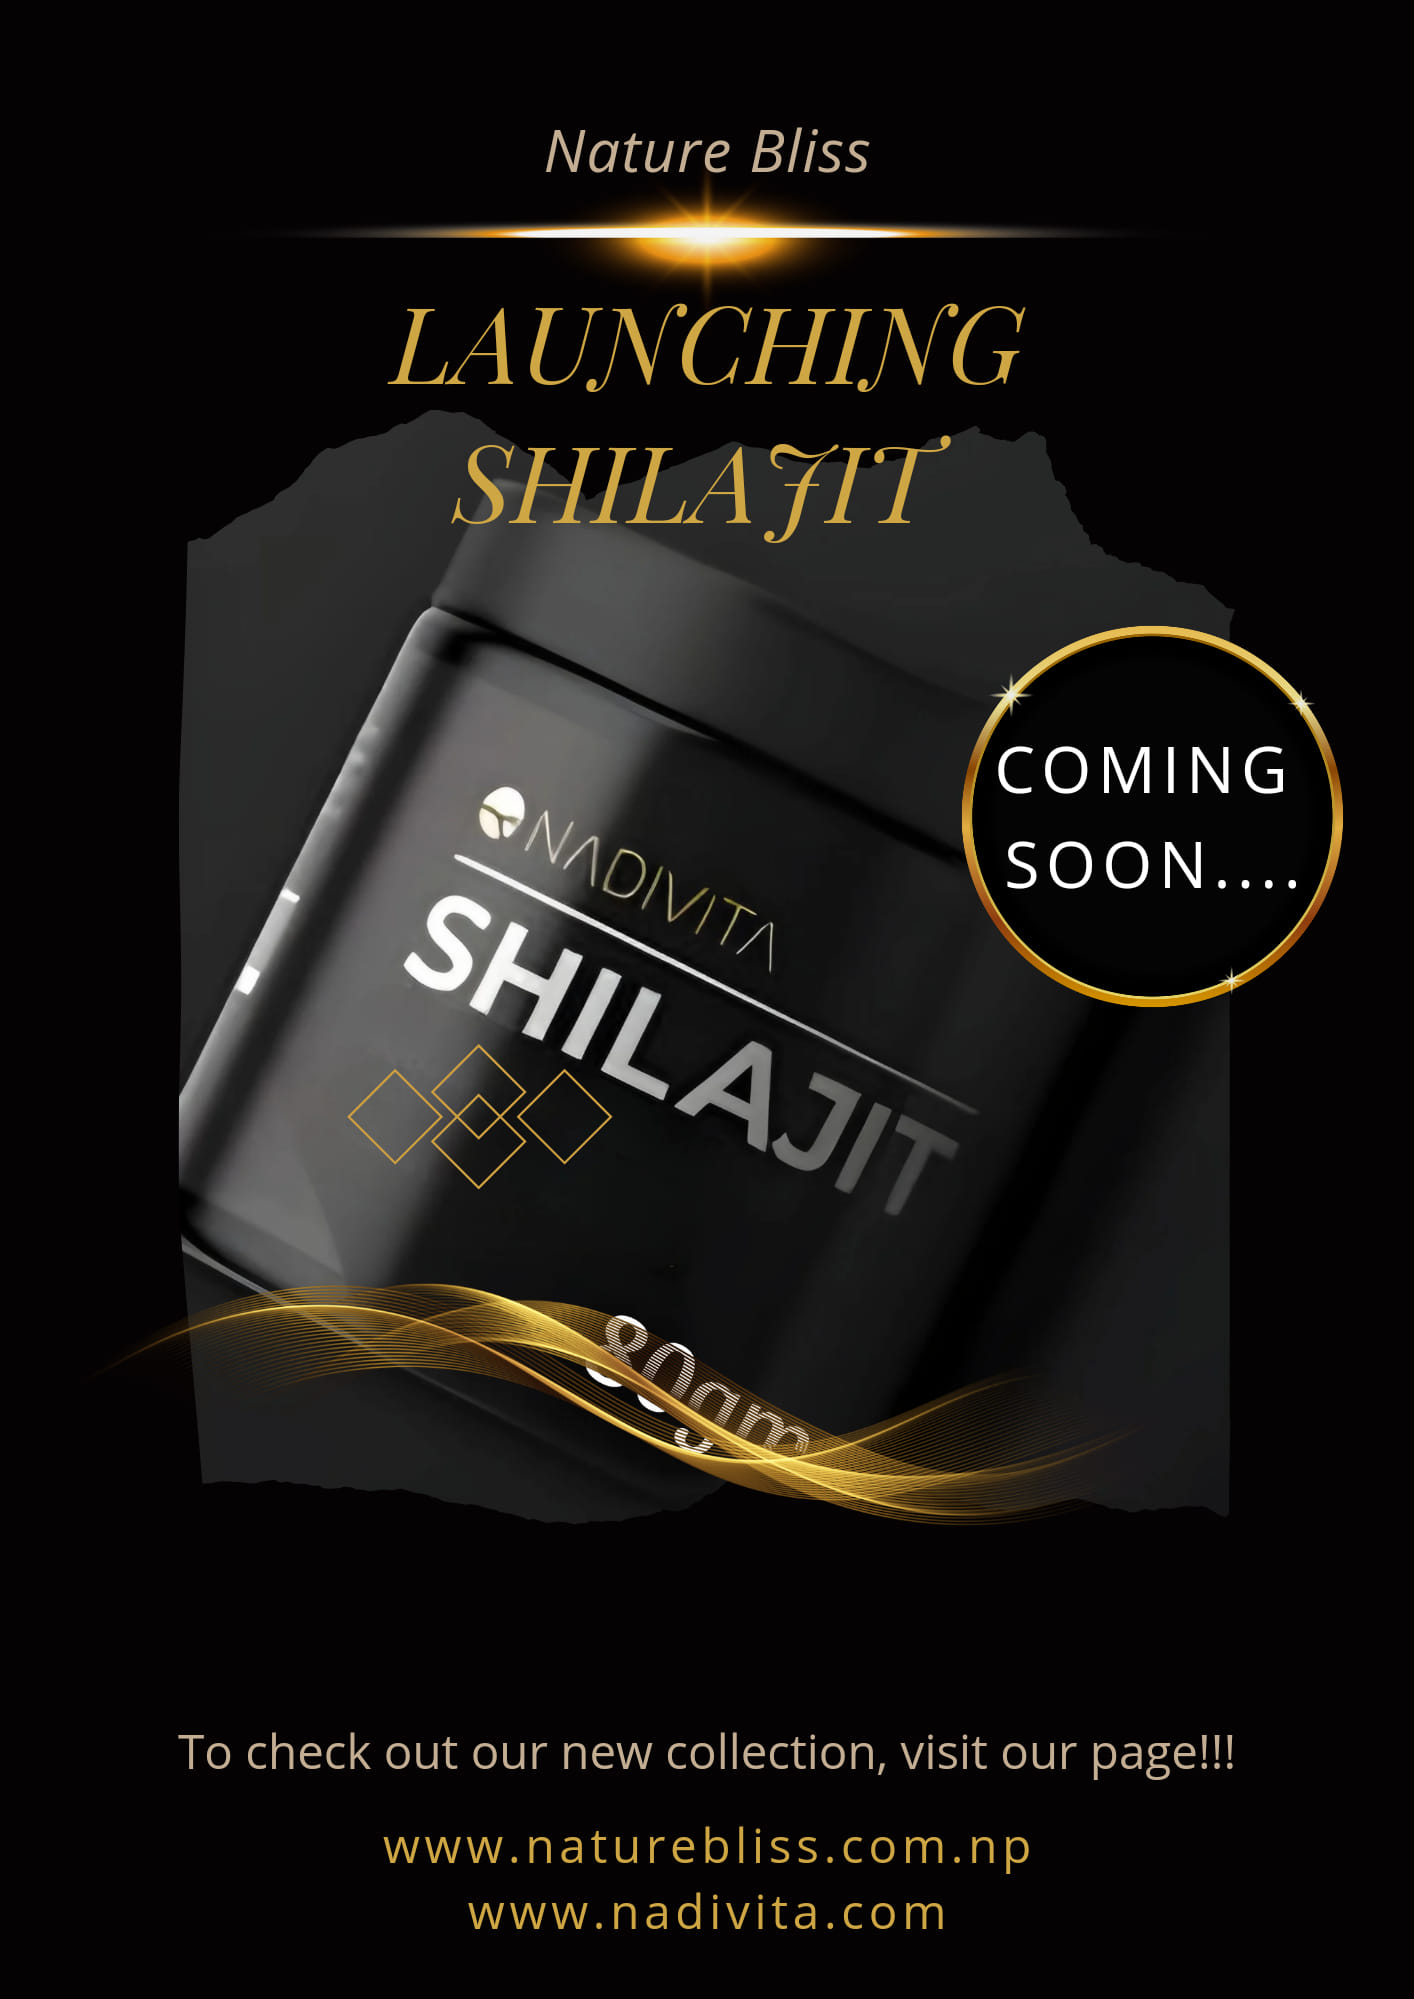 Nature Bliss
LAUNCHING
SHILAJIT
COMING
SOON....
NADIVITA
SHILAJIT
80gm
To check out our new collection, visit our page!!!
www.naturebliss.com.np
www.nadivita.com